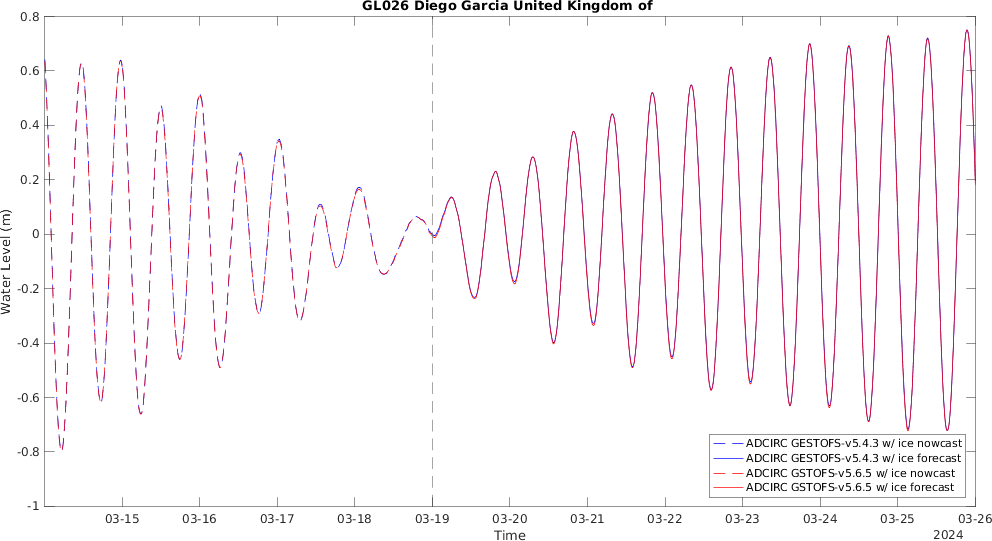 GL026 Diego Garcia United Kingdom of
0.8
0.6
0.4
0.2
0
-0.2
-0.4
-0.6
-0.8
-1
Water Level (m)
ADCIRC GESTOFS-v5.4.3 w/ ice nowcast
ADCIRC GESTOFS-v5.4.3 w/ ice forecast
ADCIRC GSTOFS-v5.6.5 w/ ice nowcast
ADCIRC GSTOFS-v5.6.5 w/ ice forecast
03-15 03-16 03-17 03-18 03-19 03-20 03-21 03-22 03-23 03-24 03-25 03-26
Time
2024